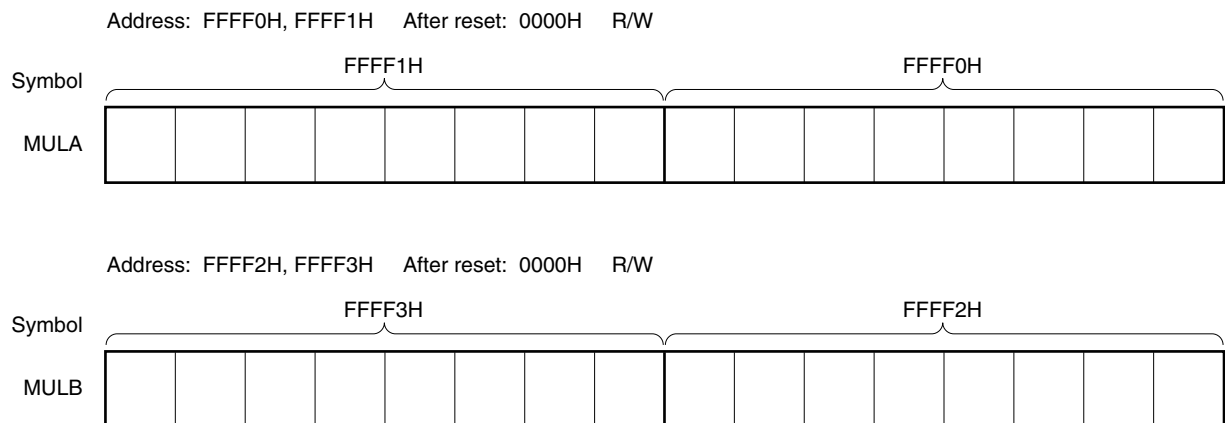 Address: FFFF0H, FFFF1H After reset: 0000H R/W
FFFF1H FFFF0H
Symbol
MULA
Address: FFFF2H, FFFF3H After reset: 0000H R/W
FFFF3H FFFF2H
Symbol
MULB